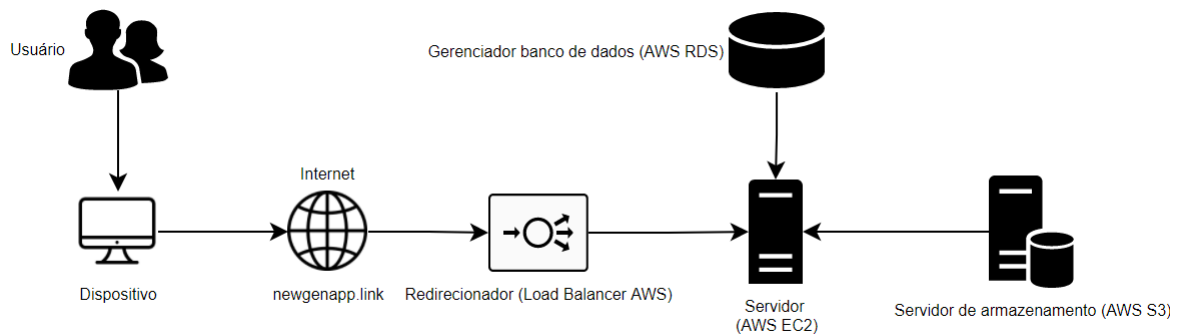 Usuário
Gerenciador banco de dados (AWS RDS)
Internet
Dispositivo
newgenapp.link
Redirecionador (Load Balancer AWS)
Servidor
(AWS EC2)
Servidor de armazenamento (AWS S3)